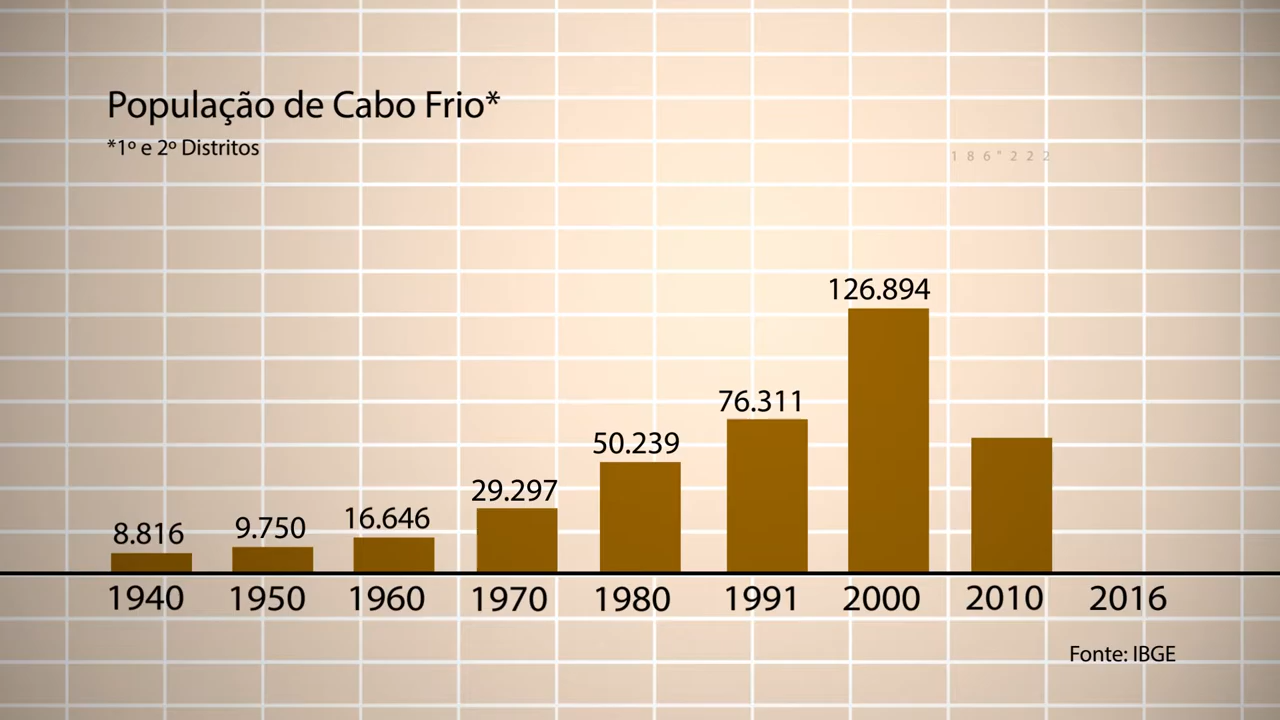 População de Cabo Frio*
*1º e 2º Distritos
126.894
76.311
50.239
29.297
16.646
9.750
8.816
1940 1950 1960 1970 1980 1991 2000 2010 2016
Fonte: IBGE